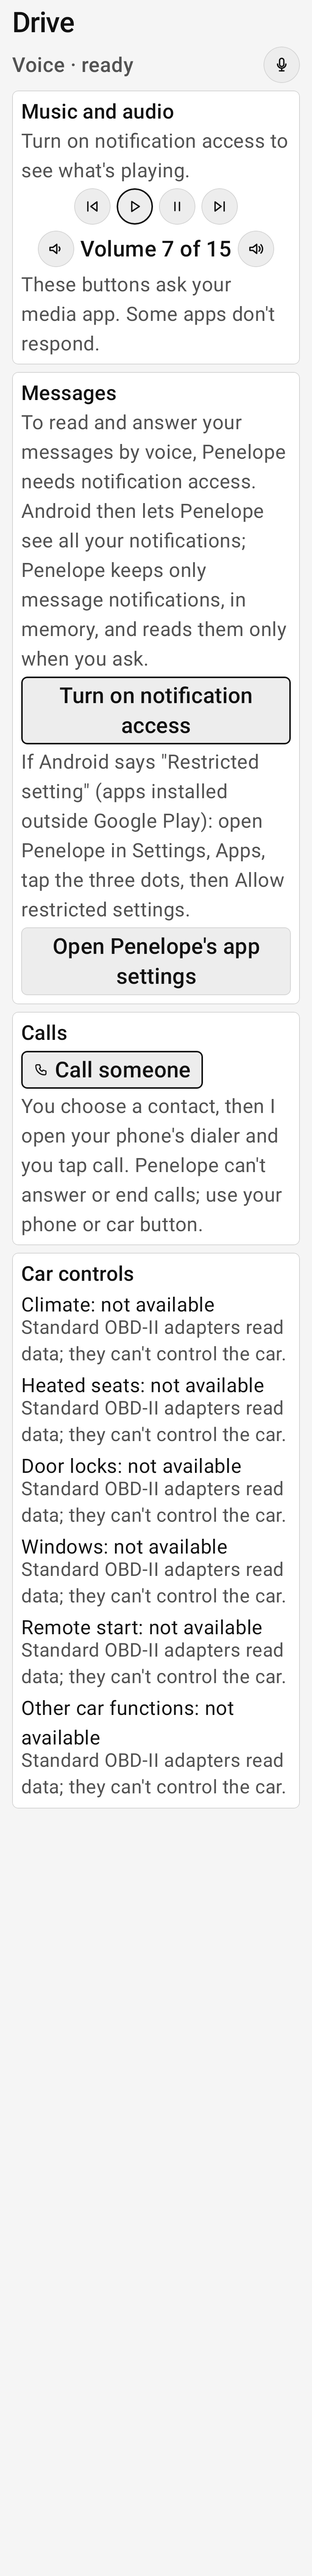 Drive
Voice · ready
Music and audio
Turn on notification access to
see what's playing.
Volume 7 of 15
These buttons ask your
media app. Some apps don't
respond.
Messages
To read and answer your
messages by voice, Penelope
needs notification access.
Android then lets Penelope
see all your notifications;
Penelope keeps only
message notifications, in
memory, and reads them only
when you ask.
Turn on notification
access
If Android says "Restricted
setting" (apps installed
outside Google Play): open
Penelope in Settings, Apps,
tap the three dots, then Allow
restricted settings.
Open Penelope's app
settings
Calls
Call someone
You choose a contact, then I
open your phone's dialer and
you tap call. Penelope can't
answer or end calls; use your
phone or car button.
Car controls
Climate: not available
Standard OBD-II adapters read
data; they can't control the car.
Heated seats: not available
Standard OBD-II adapters read
data; they can't control the car.
Door locks: not available
Standard OBD-II adapters read
data; they can't control the car.
Windows: not available
Standard OBD-II adapters read
data; they can't control the car.
Remote start: not available
Standard OBD-II adapters read
data; they can't control the car.
Other car functions: not
available
Standard OBD-II adapters read
data; they can't control the car.